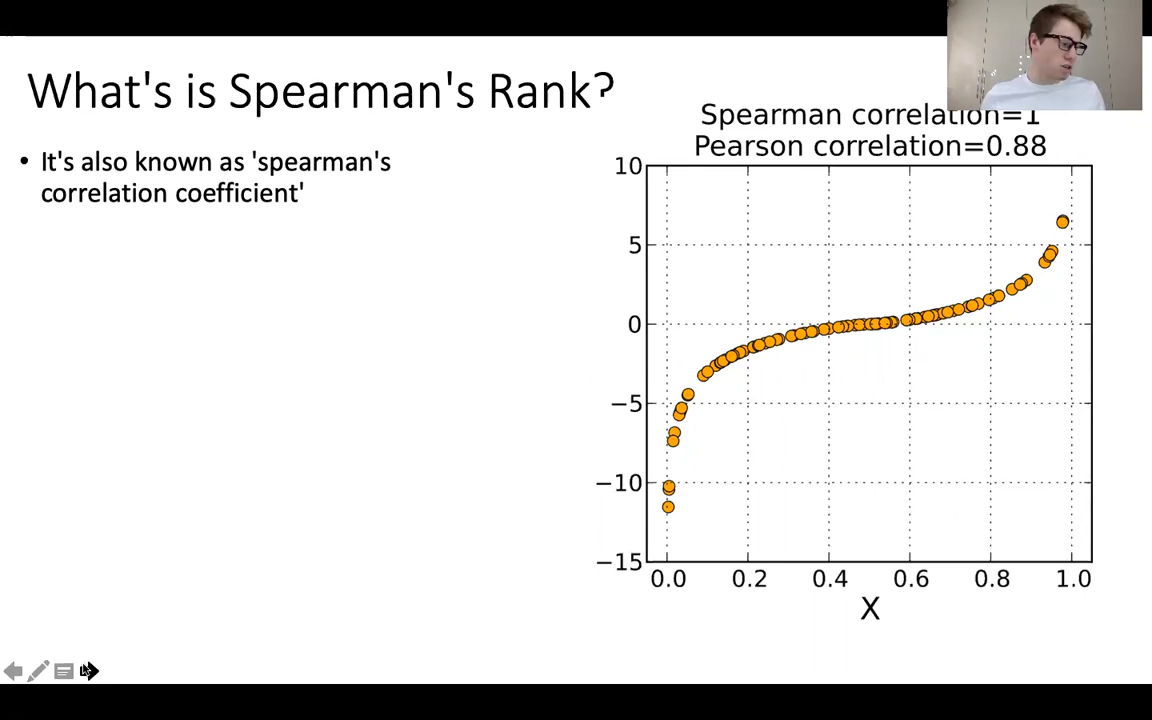 What's is Spearman's Rank?
• It's also known as 'spearman's
correlation coefficient'
Spearman correlation=1
Pearson correlation=0.88
10
5
0
−5
−10
−15
0.0 0.2 0.4 0.6 0.8 1.0
X